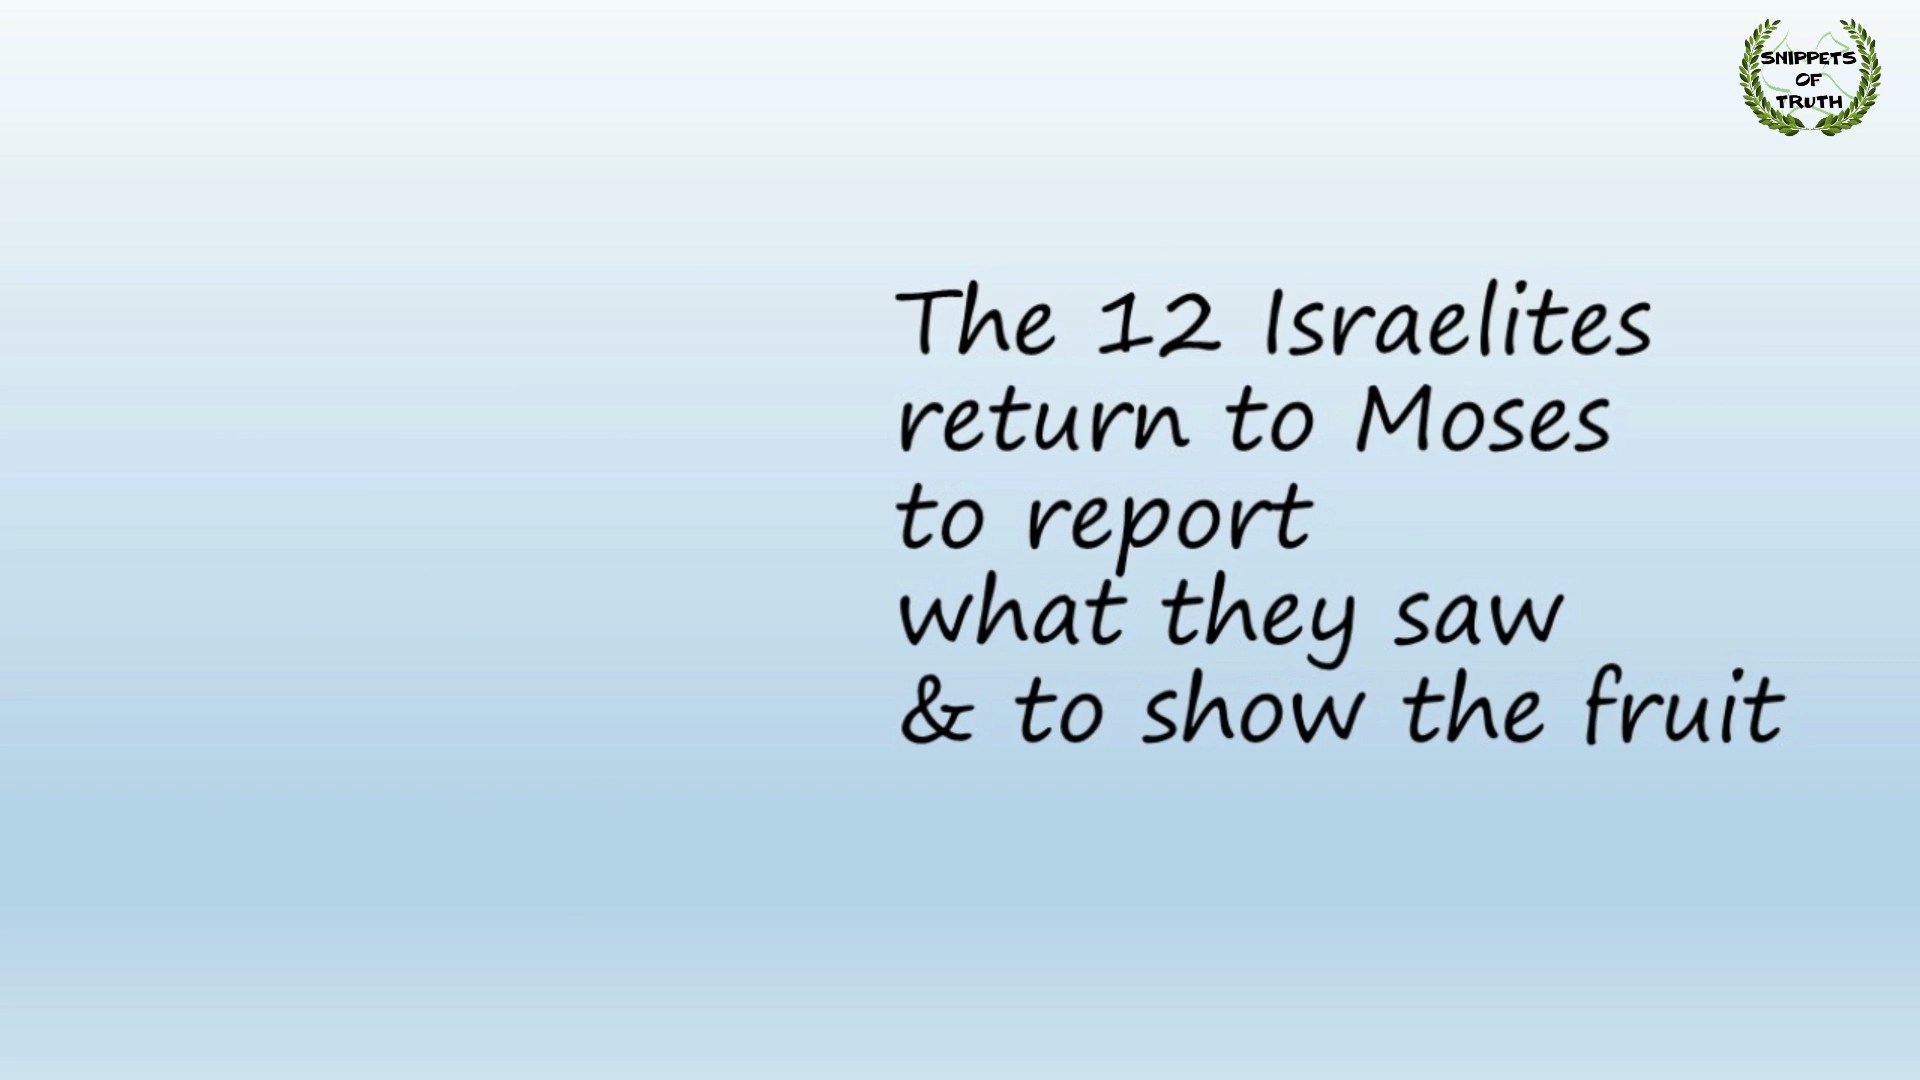 SNIPPETS
OF
TRUTH
The 12 Israelites
return to Moses
to report
what they saw
& to show the fruit